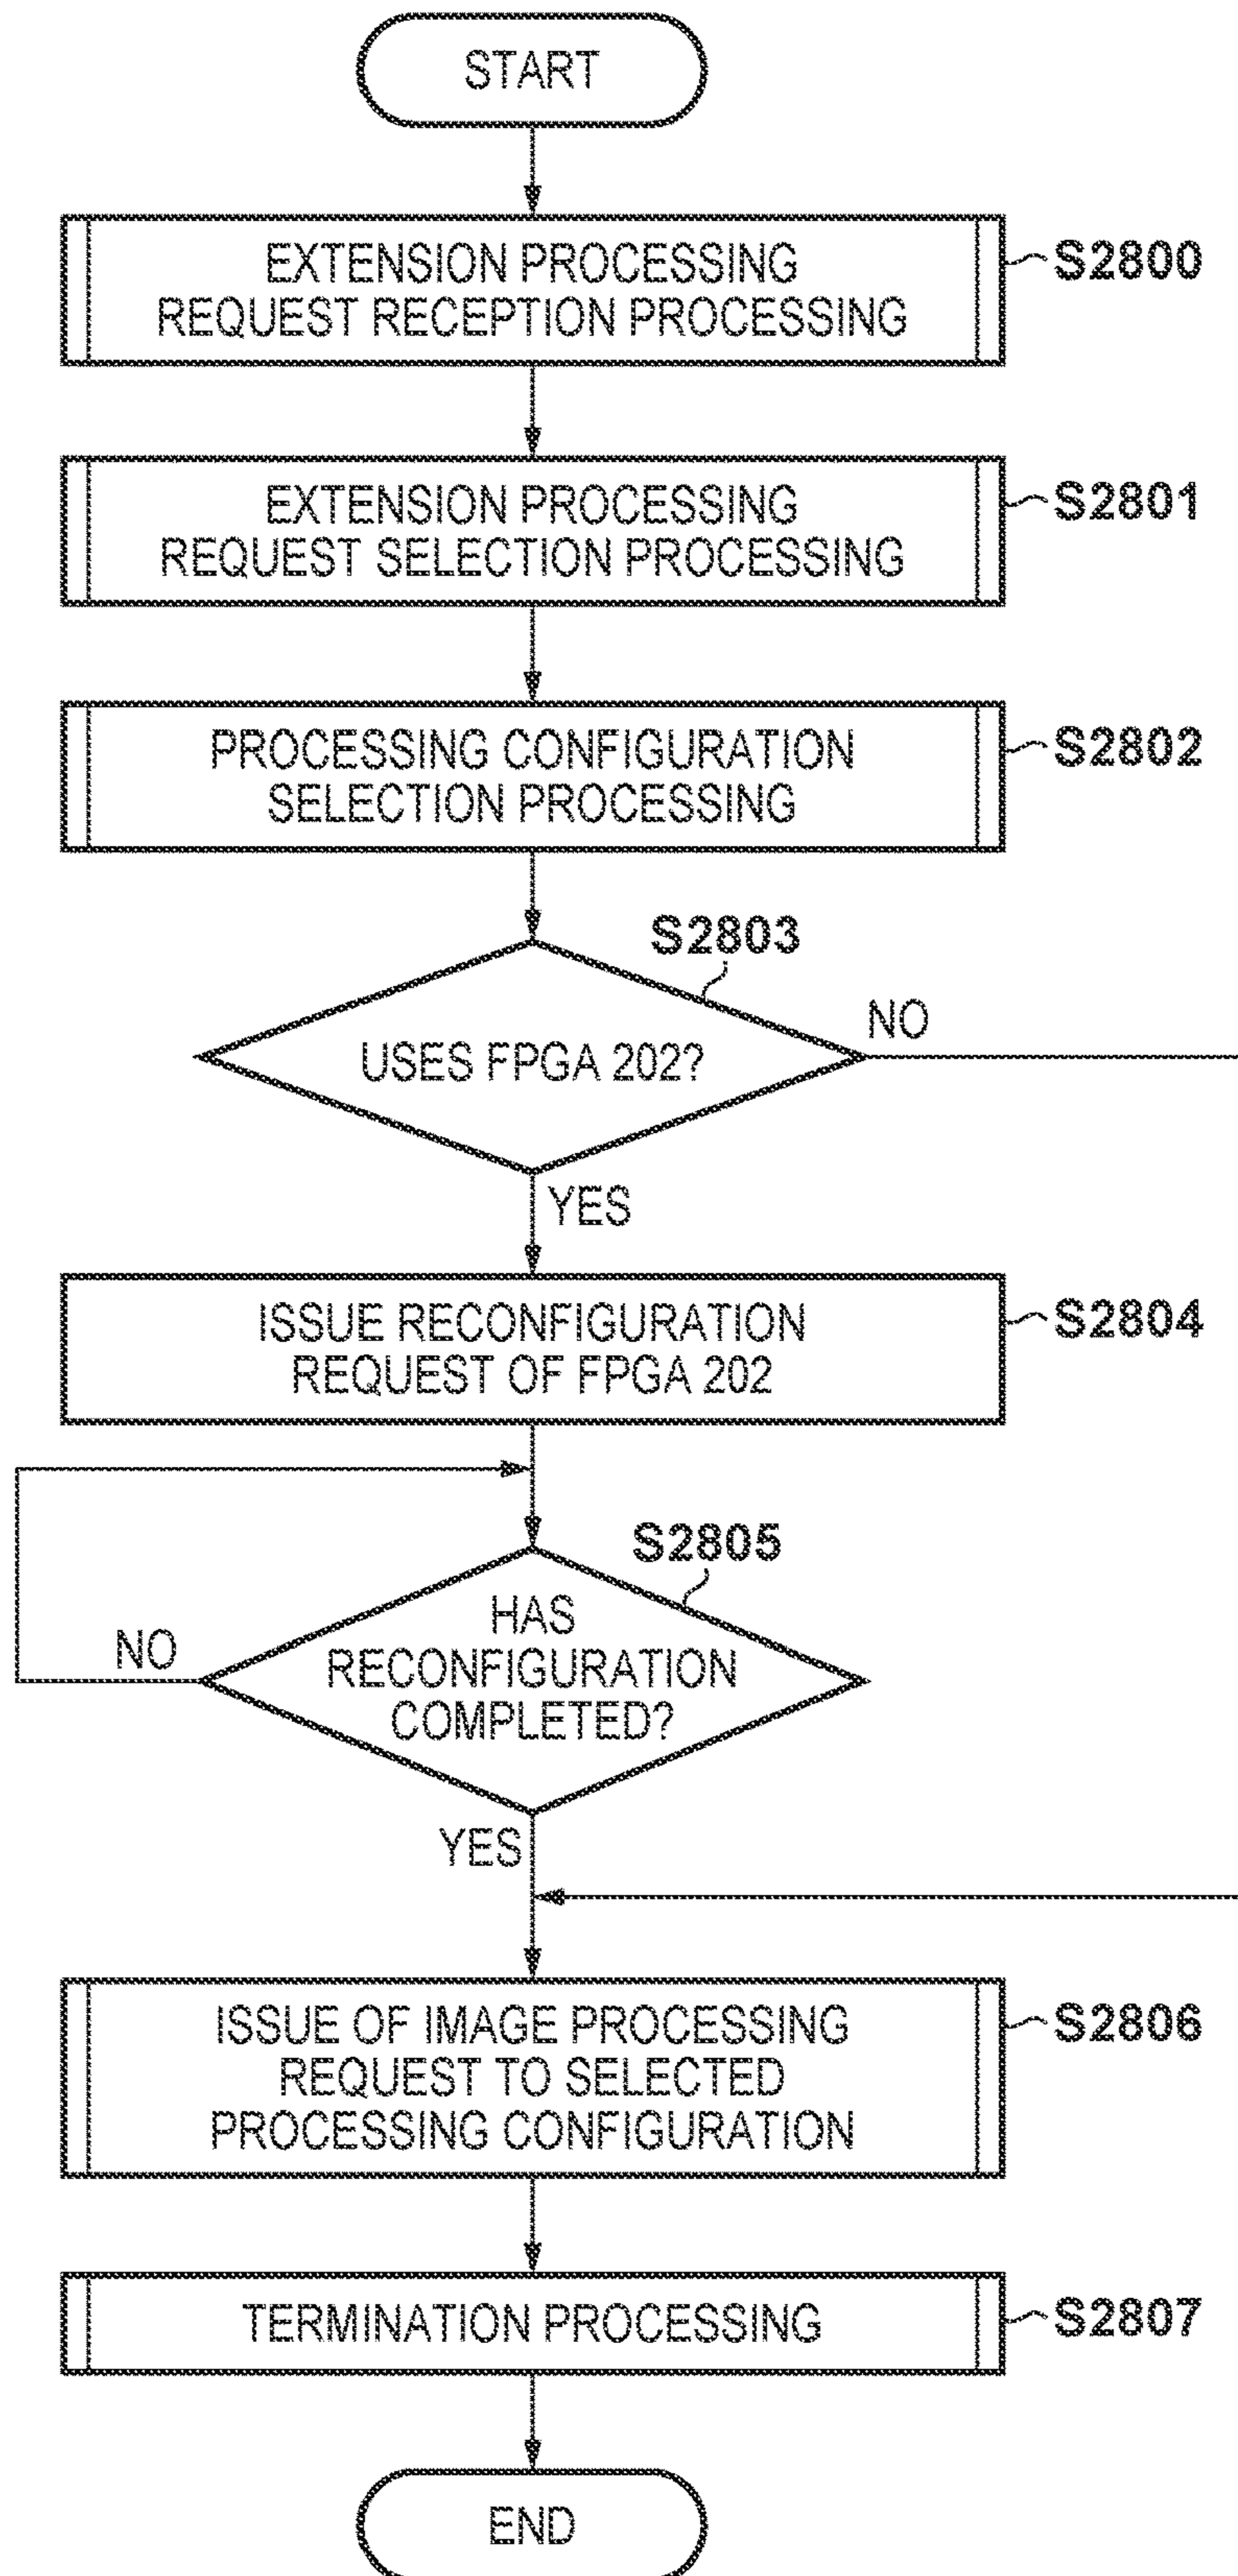 START
EXTENSION PROCESSING
REQUEST RECEPTION PROCESSING
S2800
EXTENSION PROCESSING
REQUEST SELECTION PROCESSING
S2801
PROCESSING CONFIGURATION
SELECTION PROCESSING
S2802
S2803
USES FPGA 202?
NO
YES
ISSUE RECONFIGURATION
REQUEST OF FPGA 202
S2804
S2805
HAS
RECONFIGURATION
COMPLETED?
NO
YES
ISSUE OF IMAGE PROCESSING
REQUEST TO SELECTED
PROCESSING CONFIGURATION
S2806
TERMINATION PROCESSING
S2807
END